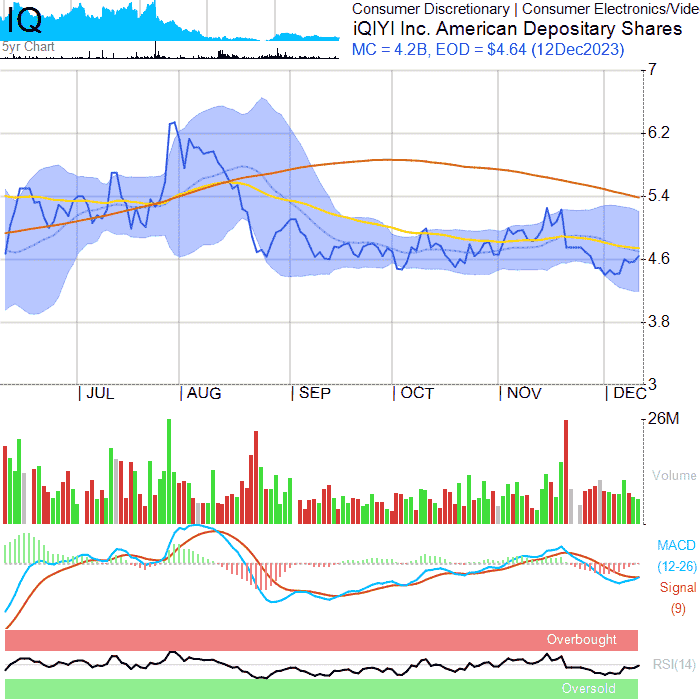 IQ
5yr Chart
Consumer Discretionary | Consumer Electronics/Vide
iQIYI Inc. American Depositary Shares
MC = 4.2B, EOD = $4.64 (12Dec2023)
7
6.2
5.4
4.6
3.8
3
| JUL | AUG | SEP | OCT | NOV | DEC
26M
Volume
MACD
(12-26)
Signal
(9)
Overbought
RSI(14)
Oversold